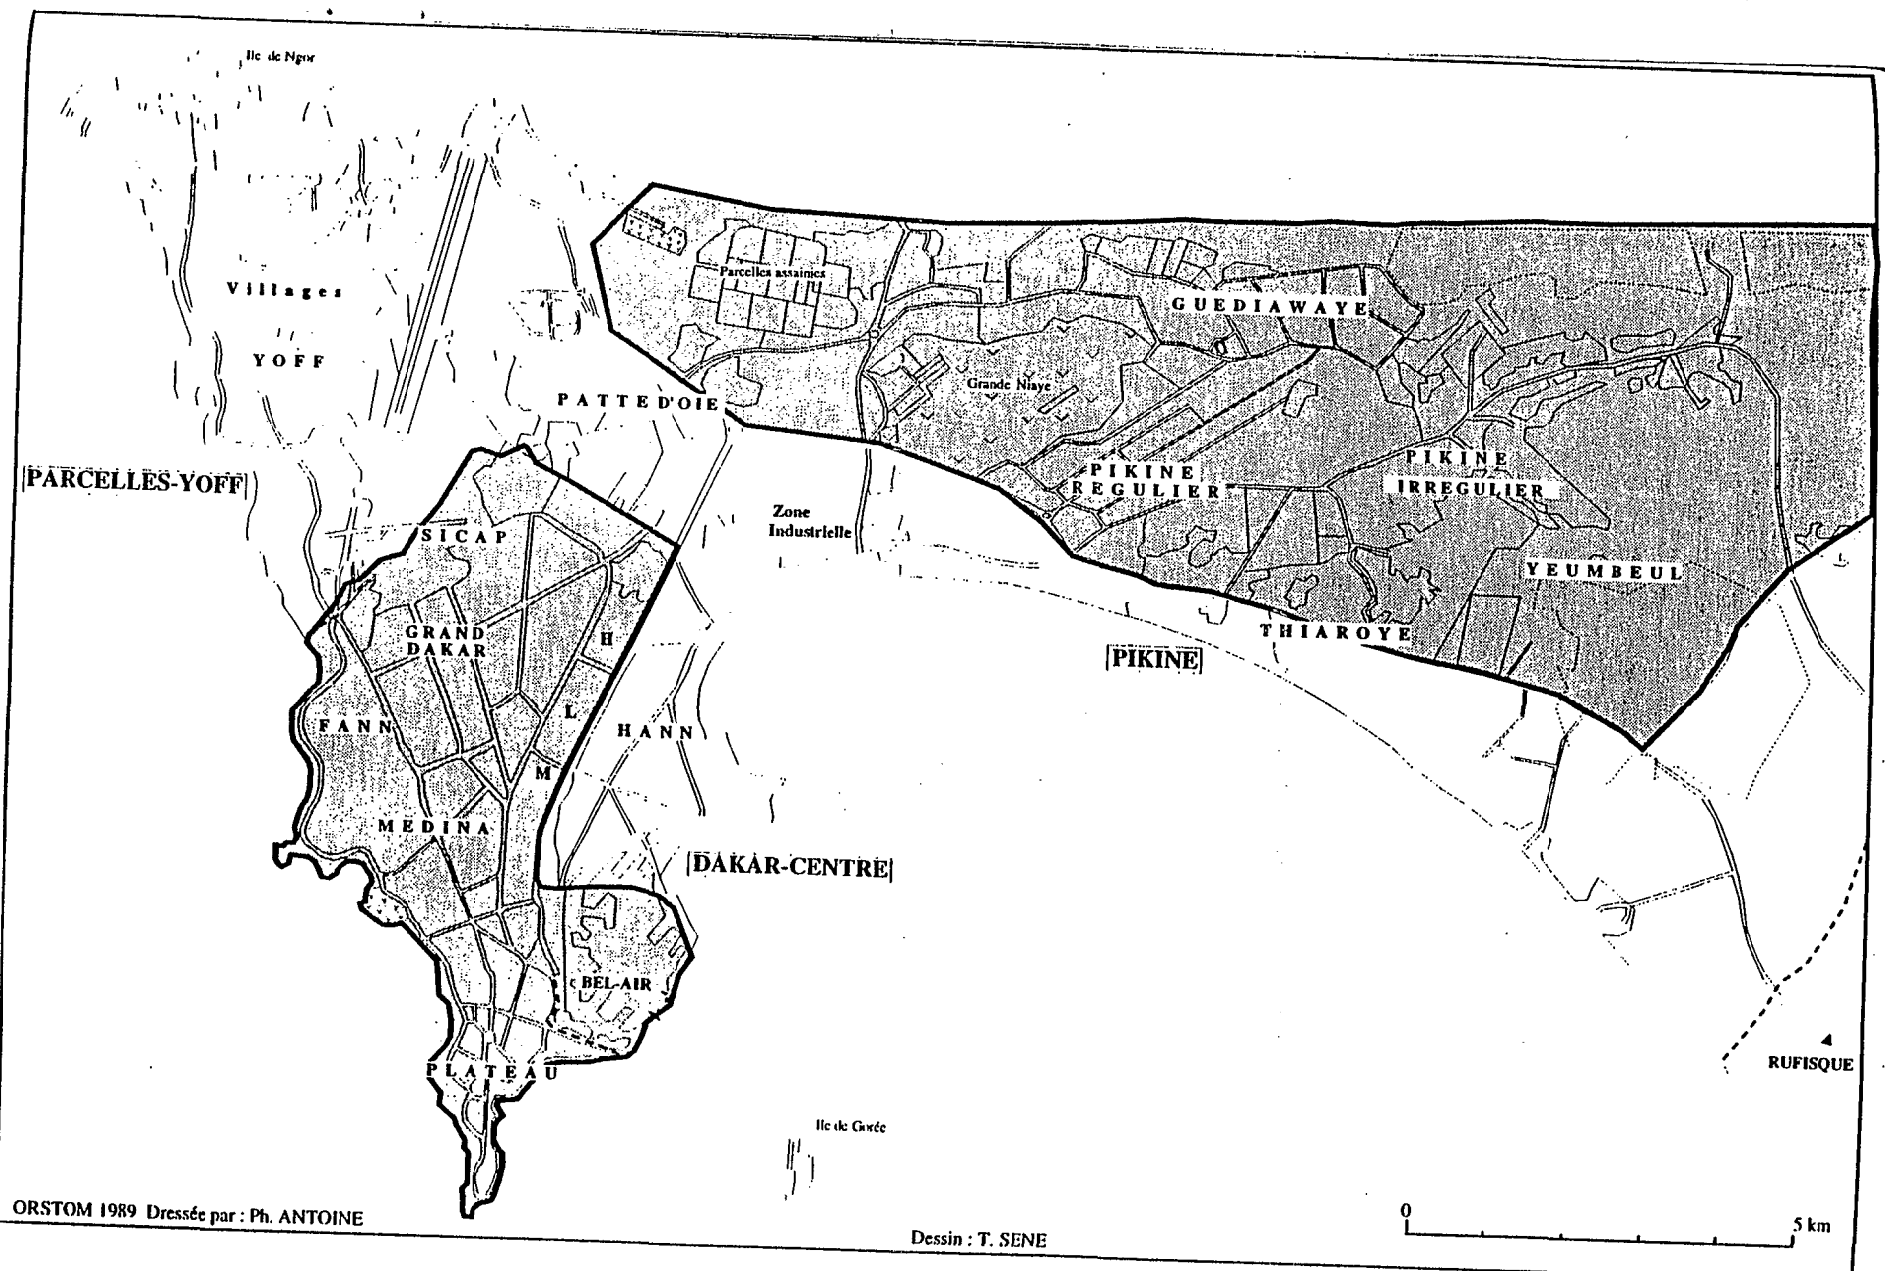 Ile de Ngor
Parcelles assainies
Villages
GUEDIAWAYE
YOFF
Grande Niaye
PATTE D'OIE
PIKINE
REGULIER
PIKINE
IRREGULIER
|PARCELLES-YOFF|
SICAP
Zone
Industrielle
YEUMBEUL
GRAND
DAKAR
H
THIAROYE
|PIKINE|
L
FANN
HANN
M
MEDINA
|DAKAR-CENTRE|
BEL-AIR
RUFISQUE
PLATEAU
Ile de Gorée
ORSTOM 1989 Dressée par : Ph. ANTOINE
Dessin : T. SENE
0
5 km